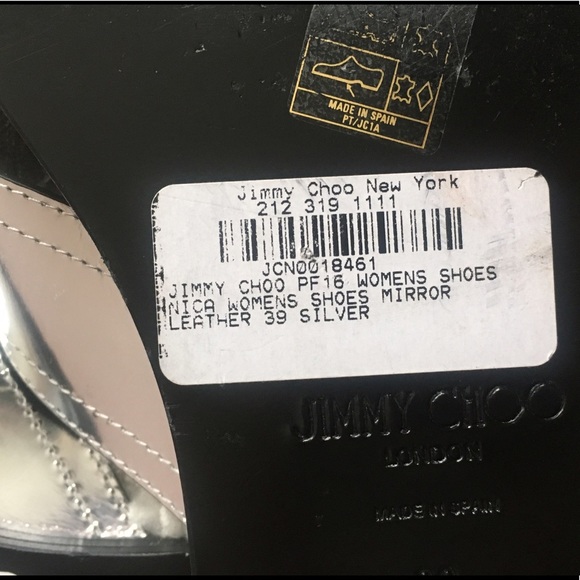 MADE IN SPAIN
PT/JC1A
Jimmy Choo New York
212 319 1111
JCN0018461
JIMMY CHOO PF16 WOMENS SHOES
NICA WOMENS SHOES MIRROR
LEATHER 39 SILVER
JIMMY CHOO
LONDON
MADE IN SPAIN